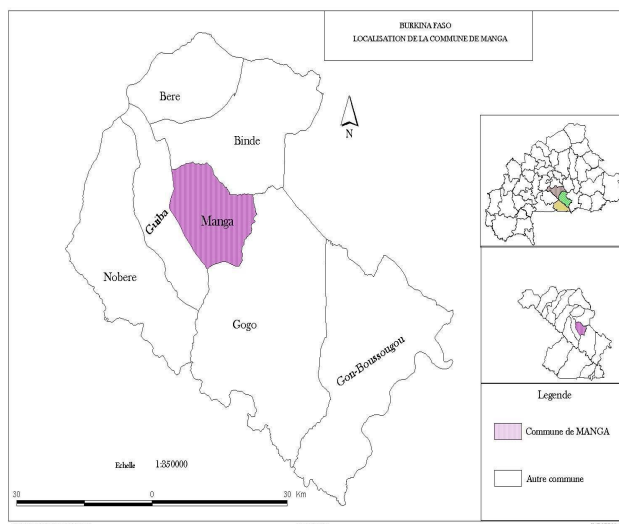 BURKINA FASO
LOCALISATION DE LA COMMUNE DE MANGA
Bere
N
Binde
Guiba
Manga
Nobere
Gogo
Gon-Boussougou
Legende
Commune de MANGA
Autre commune
Echelle 1:350000
30 0 30 Km